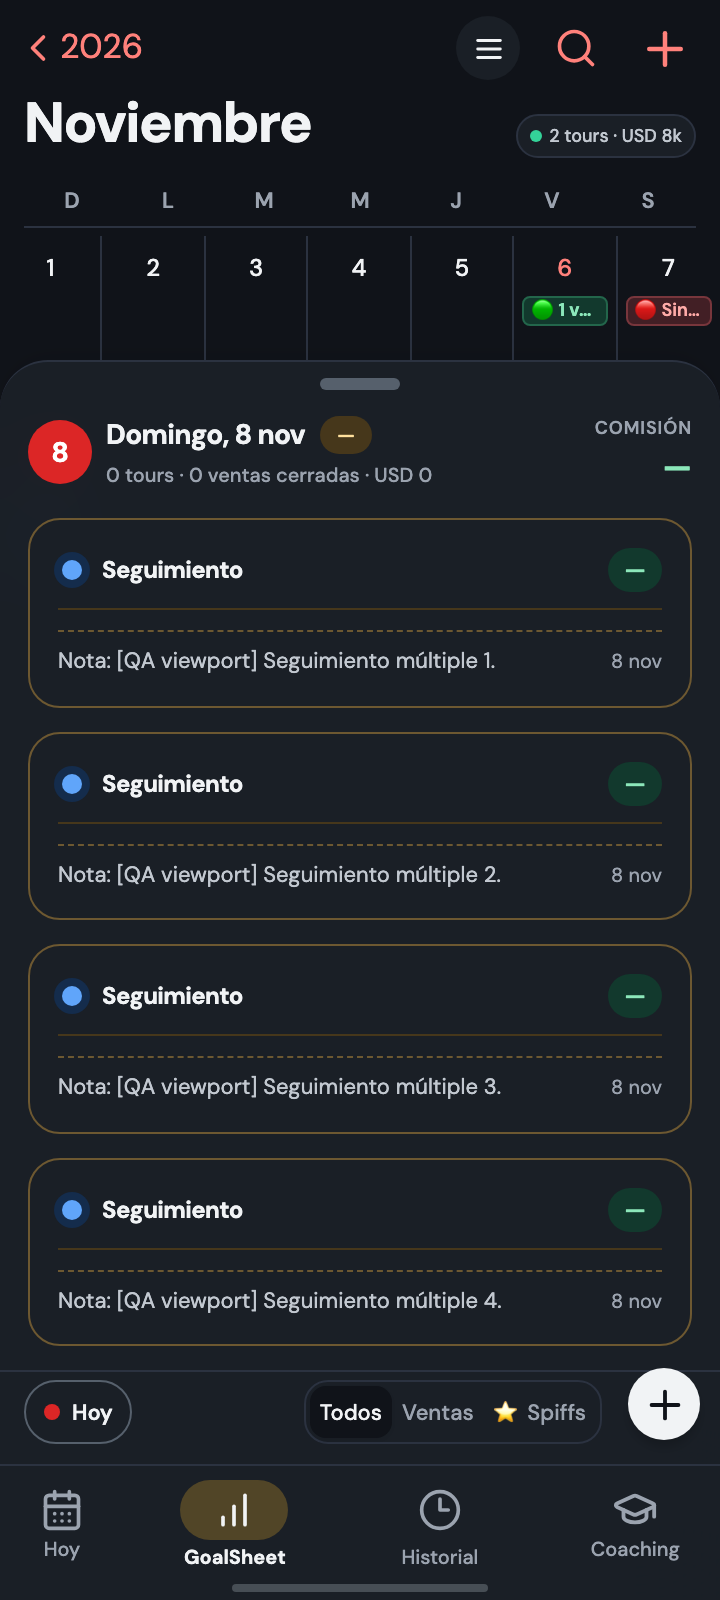 2026
Noviembre
2 tours · USD 8k
D L M M J V S
1 2 3 4 5 6 7
1 v... Sin...
8 Domingo, 8 nov — COMISIÓN
0 tours · 0 ventas cerradas · USD 0 —
Seguimiento —
Nota: [QA viewport] Seguimiento múltiple 1. 8 nov
Seguimiento —
Nota: [QA viewport] Seguimiento múltiple 2. 8 nov
Seguimiento —
Nota: [QA viewport] Seguimiento múltiple 3. 8 nov
Seguimiento —
Nota: [QA viewport] Seguimiento múltiple 4. 8 nov
Hoy Todos Ventas ⭐ Spiffs
Hoy GoalSheet Historial Coaching